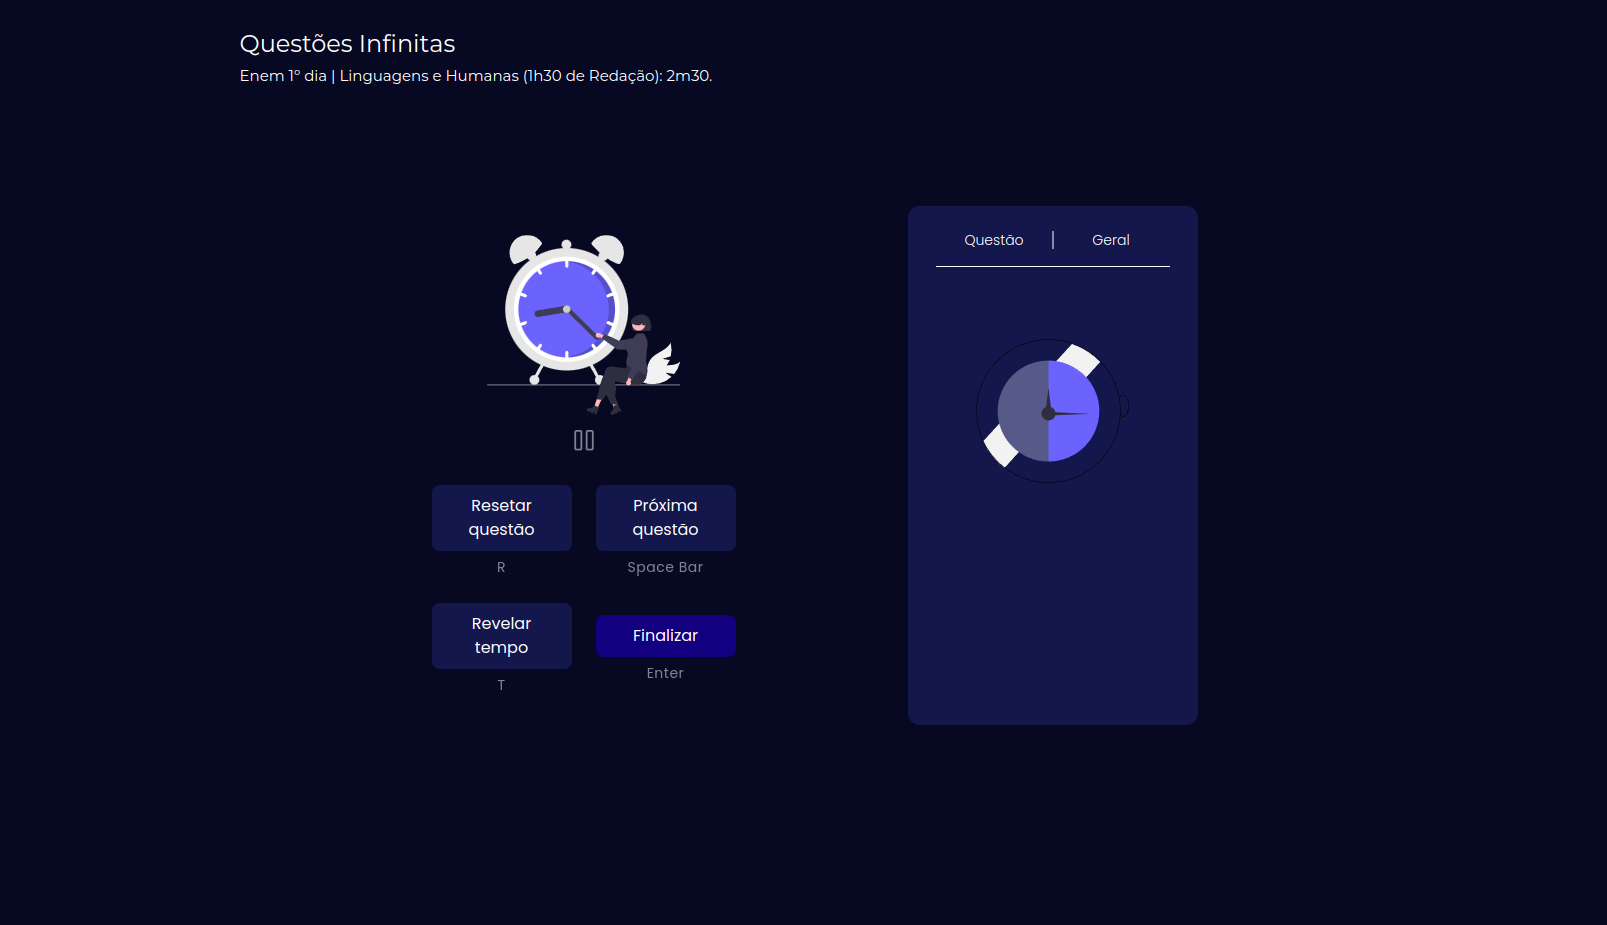 Questões Infinitas
Enem 1º dia | Linguagens e Humanas (1h30 de Redação): 2m30.
Questão | Geral
Resetar
questão
R
Próxima
questão
Space Bar
Revelar
tempo
T
Finalizar
Enter